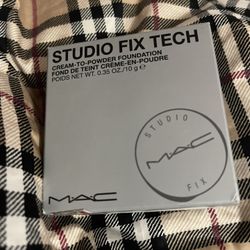 STUDIO FIX TECH
CREAM-TO-POWDER FOUNDATION
FOND DE TEINT CRÈME-EN-POUDRE
POIDS NET WT. 0.35 OZ./10 g ℮
STUDIO
MAC
FIX
MAC